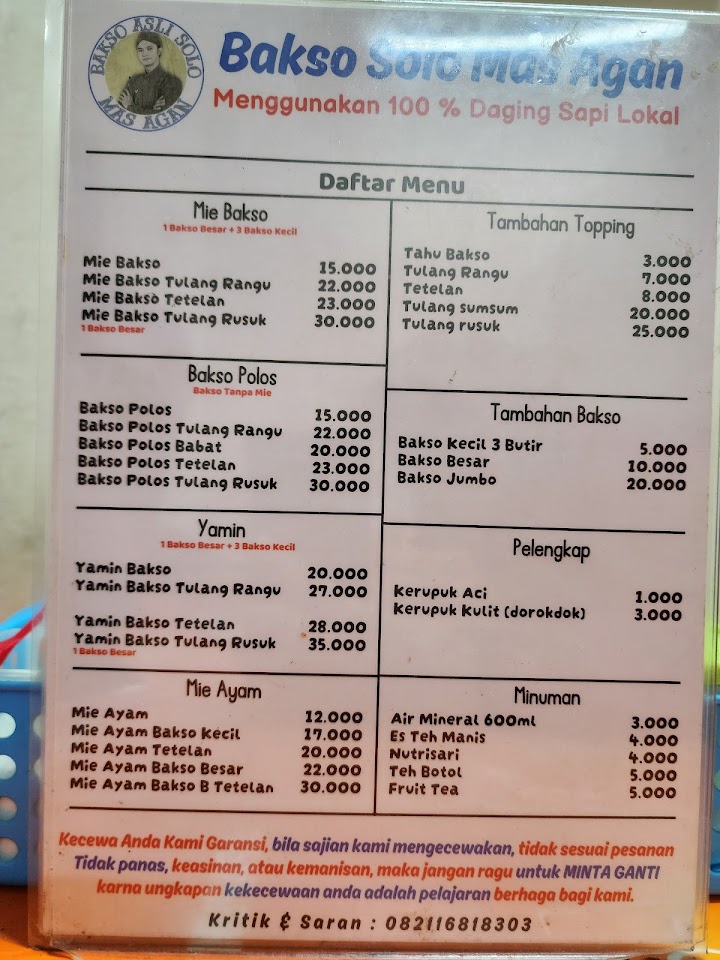 BAKSO ASLI SOLO
MAS AGAN
Bakso Solo Mas Agan
Menggunakan 100 % Daging Sapi Lokal
Daftar Menu
Mie Bakso
1 Bakso Besar + 3 Bakso Kecil
Mie Bakso 15.000
Mie Bakso Tulang Rangu 22.000
Mie Bakso Tetelan 23.000
Mie Bakso Tulang Rusuk 30.000
1 Bakso Besar
Bakso Polos
Bakso Tanpa Mie
Bakso Polos 15.000
Bakso Polos Tulang Rangu 22.000
Bakso Polos Babat 20.000
Bakso Polos Tetelan 23.000
Bakso Polos Tulang Rusuk 30.000
Yamin
1 Bakso Besar + 3 Bakso Kecil
Yamin Bakso 20.000
Yamin Bakso Tulang Rangu 27.000
Yamin Bakso Tetelan 28.000
Yamin Bakso Tulang Rusuk 35.000
1 Bakso Besar
Mie Ayam
Mie Ayam 12.000
Mie Ayam Bakso Kecil 17.000
Mie Ayam Tetelan 20.000
Mie Ayam Bakso Besar 22.000
Mie Ayam Bakso B Tetelan 30.000
Tambahan Topping
Tahu Bakso 3.000
Tulang Rangu 7.000
Tetelan 8.000
Tulang sumsum 20.000
Tulang rusuk 25.000
Tambahan Bakso
Bakso Kecil 3 Butir 5.000
Bakso Besar 10.000
Bakso Jumbo 20.000
Pelengkap
Kerupuk Aci 1.000
Kerupuk Kulit (dorokdok) 3.000
Minuman
Air Mineral 600ml 3.000
Es Teh Manis 4.000
Nutrisari 4.000
Teh Botol 5.000
Fruit Tea 5.000
Kecewa Anda Kami Garansi, bila sajian kami mengecewakan, tidak sesuai pesanan
Tidak panas, keasinan, atau kemanisan, maka jangan ragu untuk MINTA GANTI
karna ungkapan kekecewaan anda adalah pelajaran berhaga bagi kami.
Kritik & Saran : 082116818303